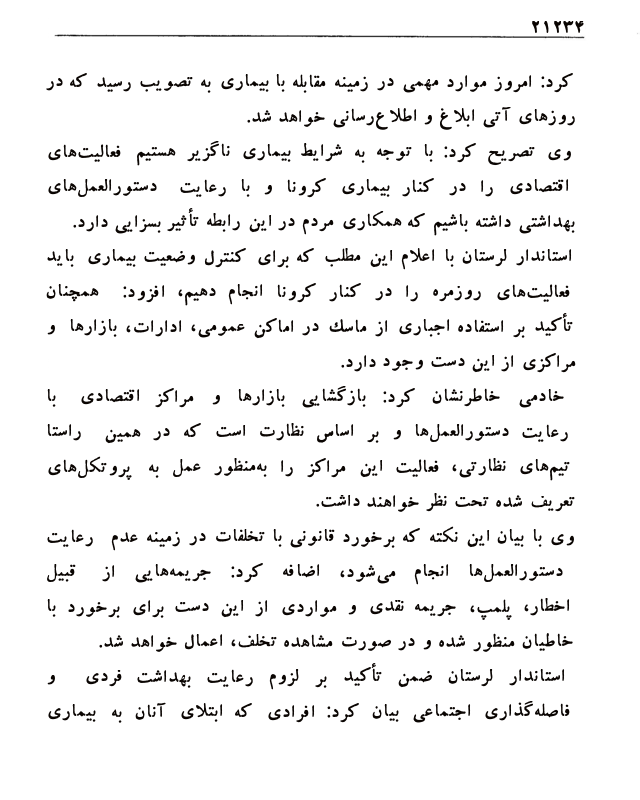 ۲۱۲۳۴
کرد: امروز موارد مهمی در زمینه مقابله با بیماری به تصویب رسید که در
روزهای آتی ابلاغ و اطلاع‌رسانی خواهد شد.
وی تصریح کرد: با توجه به شرایط بیماری ناگزیر هستیم فعالیت‌های
اقتصادی را در کنار بیماری کرونا و با رعایت دستورالعمل‌های
بهداشتی داشته باشیم که همکاری مردم در این رابطه تأثیر بسزایی دارد.
استاندار لرستان با اعلام این مطلب که برای کنترل وضعیت بیماری باید
فعالیت‌های روزمره را در کنار کرونا انجام دهیم، افزود: همچنان
تأکید بر استفاده اجباری از ماسك در اماکن عمومی، ادارات، بازارها و
مراکزی از این دست وجود دارد.
خادمی خاطرنشان کرد: بازگشایی بازارها و مراکز اقتصادی با
رعایت دستورالعمل‌ها و بر اساس نظارت است که در همین راستا
تیم‌های نظارتی، فعالیت این مراکز را به‌منظور عمل به پروتکل‌های
تعریف شده تحت نظر خواهند داشت.
وی با بیان این نکته که برخورد قانونی با تخلفات در زمینه عدم رعایت
دستورالعمل‌ها انجام می‌شود، اضافه کرد: جریمه‌هایی از قبیل
اخطار، پلمپ، جریمه نقدی و مواردی از این دست برای برخورد با
خاطیان منظور شده و در صورت مشاهده تخلف، اعمال خواهد شد.
استاندار لرستان ضمن تأکید بر لزوم رعایت بهداشت فردی و
فاصله‌گذاری اجتماعی بیان کرد: افرادی که ابتلای آنان به بیماری